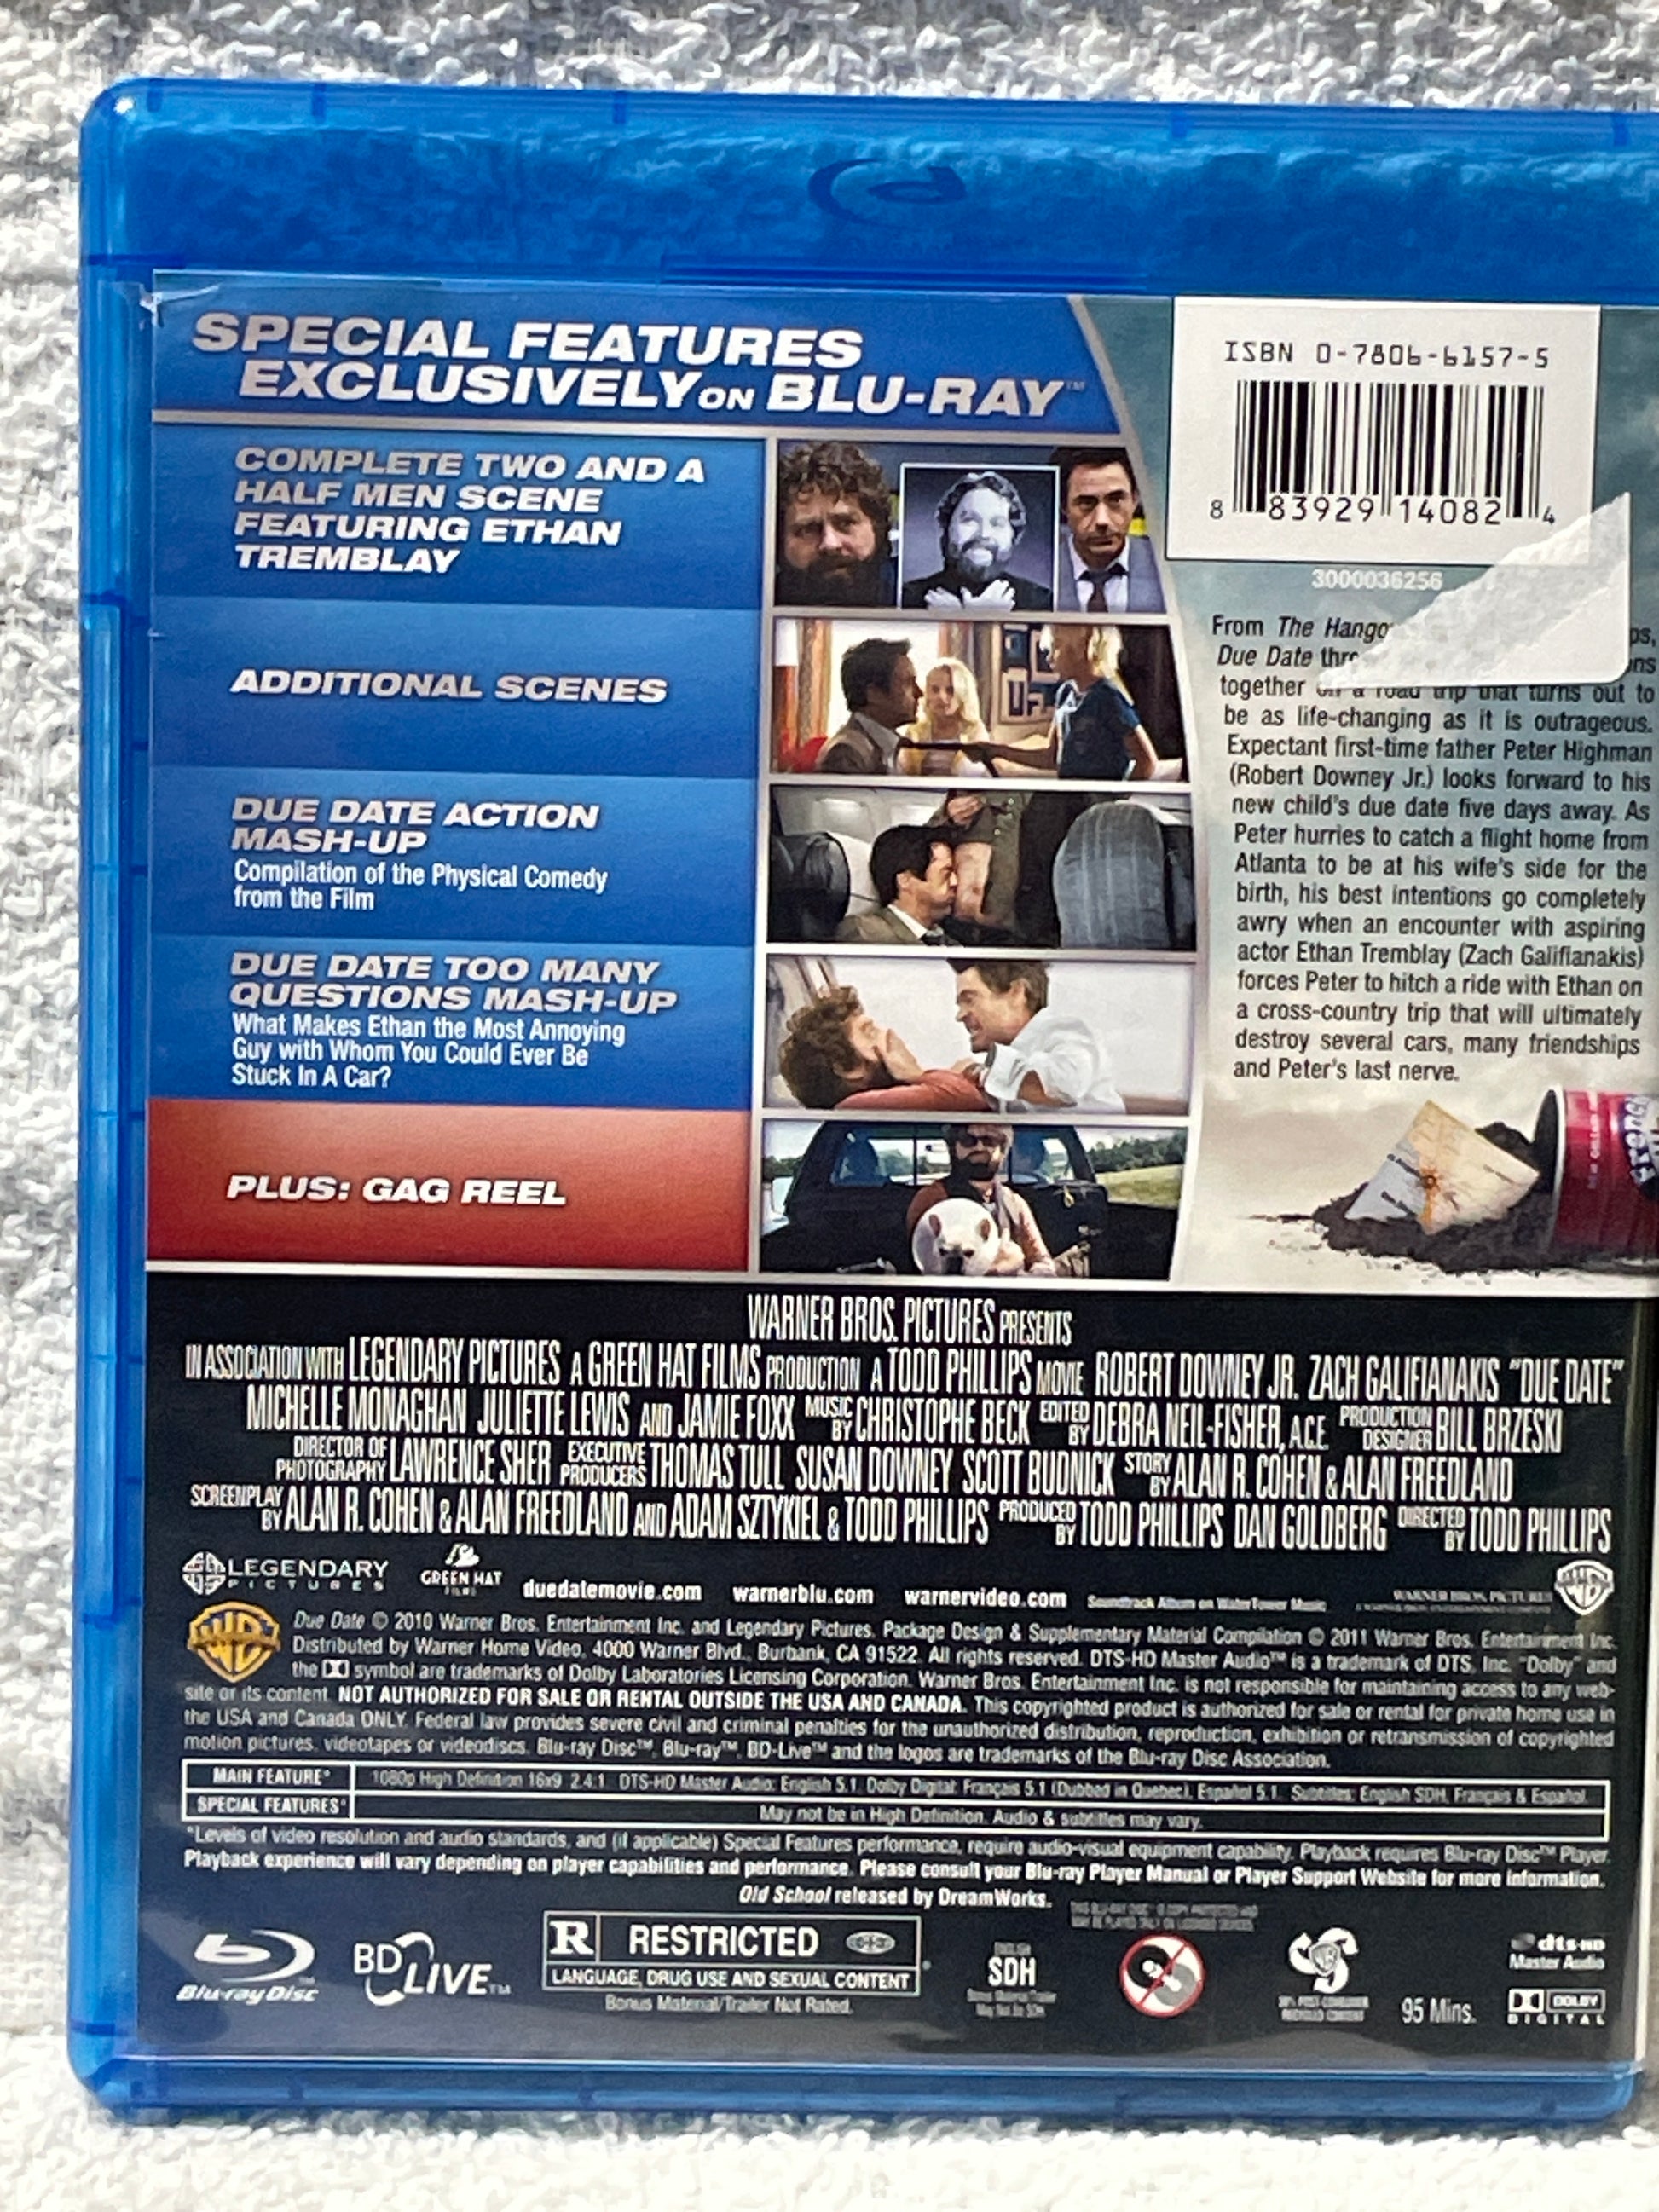 SPECIAL FEATURES
EXCLUSIVELY ON BLU-RAY™
COMPLETE TWO AND A
HALF MEN SCENE
FEATURING ETHAN
TREMBLAY
ADDITIONAL SCENES
DUE DATE ACTION
MASH-UP
Compilation of the Physical Comedy
from the Film
DUE DATE TOO MANY
QUESTIONS MASH-UP
What Makes Ethan the Most Annoying
Guy with Whom You Could Ever Be
Stuck In A Car?
PLUS: GAG REEL
ISBN 0-7806-6157-5
8 83929 14082 4
3000036256
From The Hango
Due Date thr
together on a road trip that turns out to
be as life-changing as it is outrageous.
Expectant first-time father Peter Highman
(Robert Downey Jr.) looks forward to his
new child's due date five days away. As
Peter hurries to catch a flight home from
Atlanta to be at his wife's side for the
birth, his best intentions go completely
awry when an encounter with aspiring
actor Ethan Tremblay (Zach Galifianakis)
forces Peter to hitch a ride with Ethan on
a cross-country trip that will ultimately
destroy several cars, many friendships
and Peter's last nerve.
WARNER BROS. PICTURES PRESENTS
IN ASSOCIATION WITH LEGENDARY PICTURES A GREEN HAT FILMS PRODUCTION A TODD PHILLIPS MOVIE ROBERT DOWNEY JR. ZACH GALIFIANAKIS "DUE DATE"
MICHELLE MONAGHAN JULIETTE LEWIS AND JAMIE FOXX MUSIC BY CHRISTOPHE BECK EDITED BY DEBRA NEIL-FISHER, A.C.E. PRODUCTION DESIGNER BILL BRZESKI
DIRECTOR OF PHOTOGRAPHY LAWRENCE SHER EXECUTIVE PRODUCERS THOMAS TULL SUSAN DOWNEY SCOTT BUDNICK STORY BY ALAN R. COHEN & ALAN FREEDLAND
SCREENPLAY BY ALAN R. COHEN & ALAN FREEDLAND AND ADAM SZTYKIEL & TODD PHILLIPS PRODUCED BY TODD PHILLIPS DAN GOLDBERG DIRECTED BY TODD PHILLIPS
LEGENDARY PICTURES GREEN HAT FILMS duedatemovie.com warnerblu.com warnervideo.com Soundtrack Album on WaterTower Music
Due Date © 2010 Warner Bros. Entertainment Inc. and Legendary Pictures. Package Design & Supplementary Material Compilation © 2011 Warner Bros. Entertainment Inc.
Distributed by Warner Home Video, 4000 Warner Blvd., Burbank, CA 91522. All rights reserved. DTS-HD Master Audio™ is a trademark of DTS, Inc. "Dolby" and
the symbol are trademarks of Dolby Laboratories Licensing Corporation. Warner Bros. Entertainment Inc. is not responsible for maintaining access to any web-
site or its content. NOT AUTHORIZED FOR SALE OR RENTAL OUTSIDE THE USA AND CANADA. This copyrighted product is authorized for sale or rental for private home use in
the USA and Canada ONLY. Federal law provides severe civil and criminal penalties for the unauthorized distribution, reproduction, exhibition or retransmission of copyrighted
motion pictures, videotapes or videodiscs. Blu-ray Disc™, Blu-ray™, BD-Live™ and the logos are trademarks of the Blu-ray Disc Association.
MAIN FEATURE* 1080p High Definition 16x9 2.4:1 DTS-HD Master Audio: English 5.1 Dolby Digital: Français 5.1 (Dubbed in Quebec), Español 5.1 Subtitles: English SDH, Français & Español.
SPECIAL FEATURES* May not be in High Definition. Audio & subtitles may vary.
*Levels of video resolution and audio standards, and (if applicable) Special Features performance, require audio-visual equipment capability. Playback requires Blu-ray Disc™ Player.
Playback experience will vary depending on player capabilities and performance. Please consult your Blu-ray Player Manual or Player Support Website for more information.
Old School released by DreamWorks.
Blu-ray Disc
BD LIVE™
R RESTRICTED
LANGUAGE, DRUG USE AND SEXUAL CONTENT
Bonus Material/Trailer Not Rated.
SDH
95 Mins.
dts-HD
Master Audio
DOLBY
DIGITAL